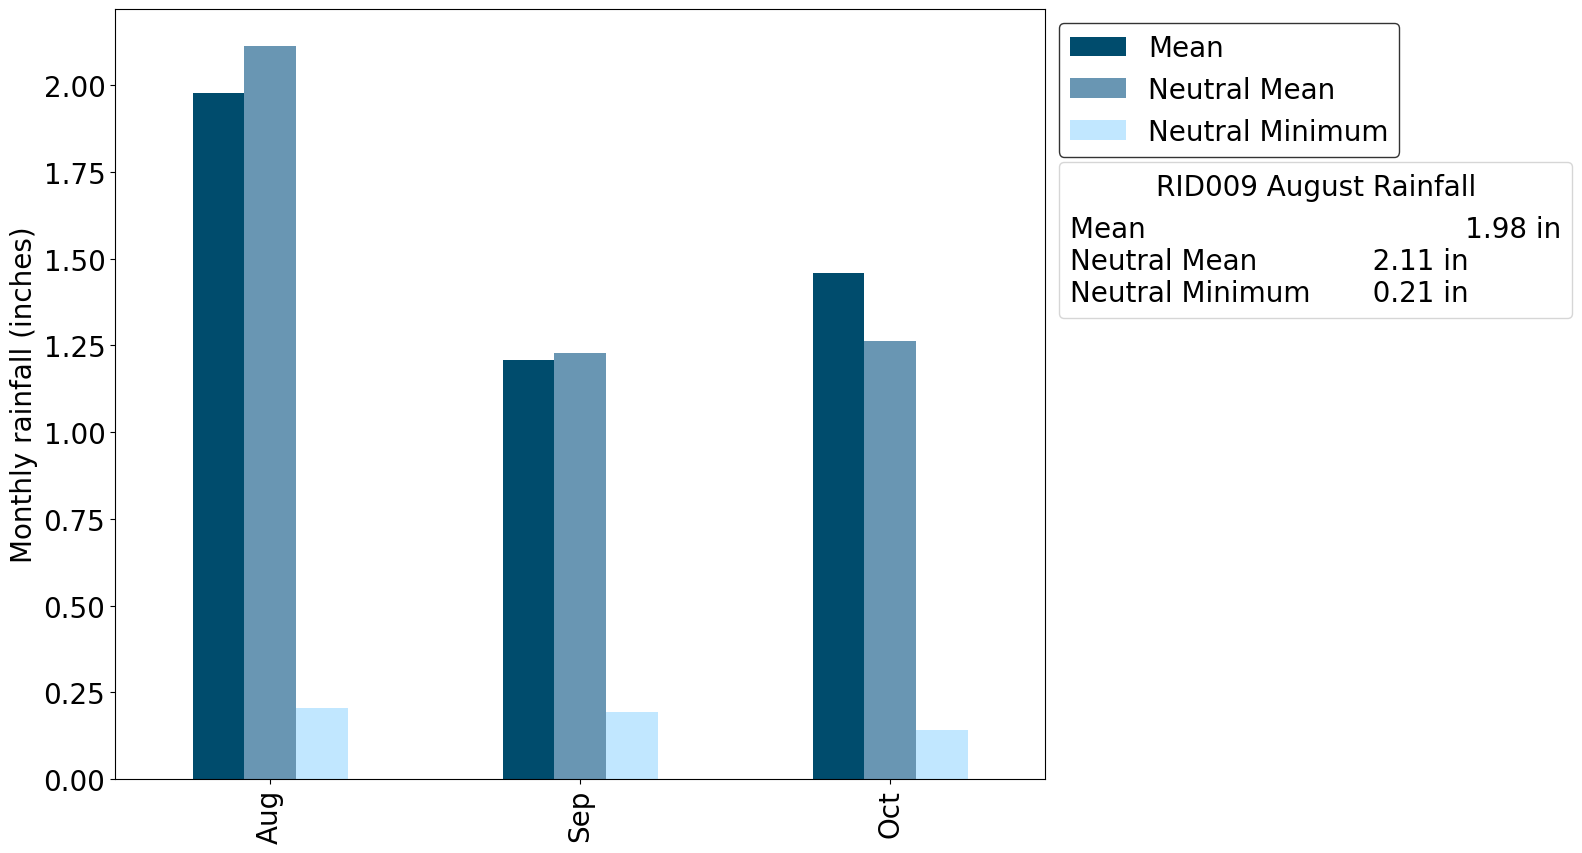 Monthly rainfall (inches)
2.00
1.75
1.50
1.25
1.00
0.75
0.50
0.25
0.00
Aug
Sep
Oct
Mean
Neutral Mean
Neutral Minimum
RID009 August Rainfall
Mean 1.98 in
Neutral Mean 2.11 in
Neutral Minimum 0.21 in